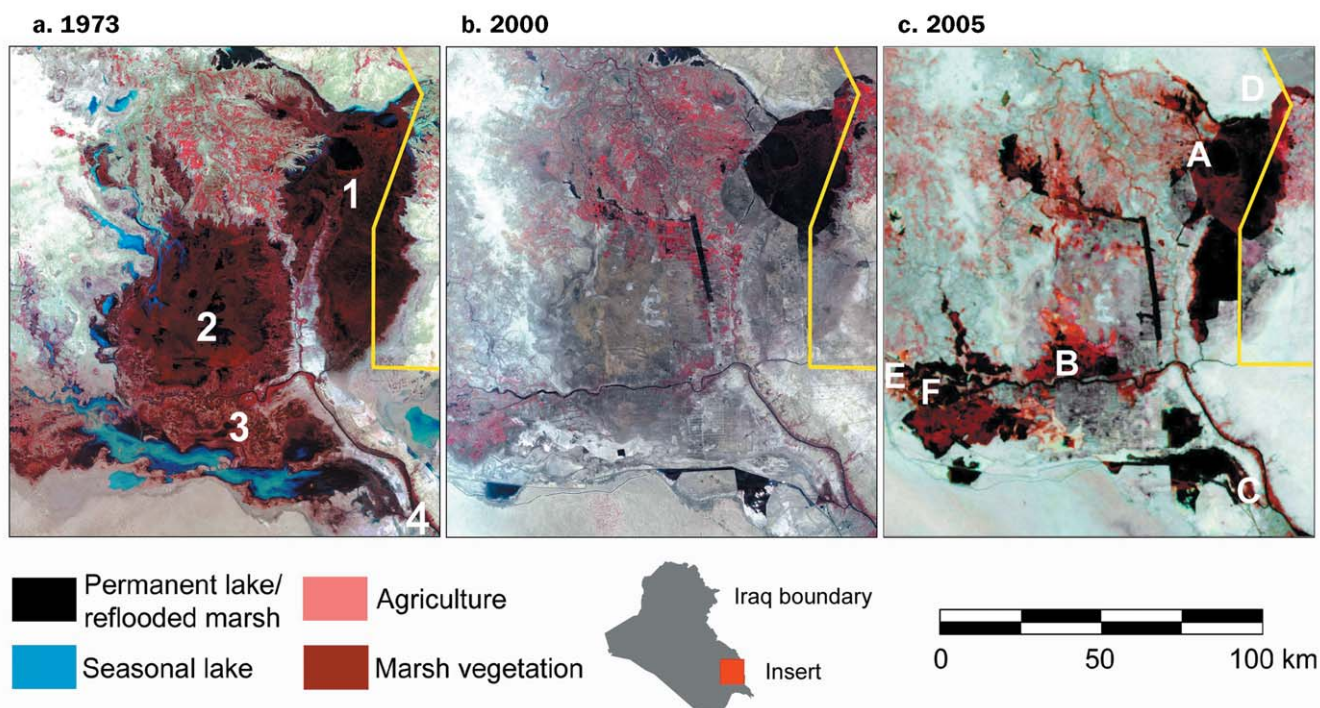 a. 1973
b. 2000
c. 2005
1
2
3
4
D
A
B
E
F
C
Permanent lake/
reflooded marsh
Agriculture
Seasonal lake
Marsh vegetation
Iraq boundary
Insert
0 50 100 km